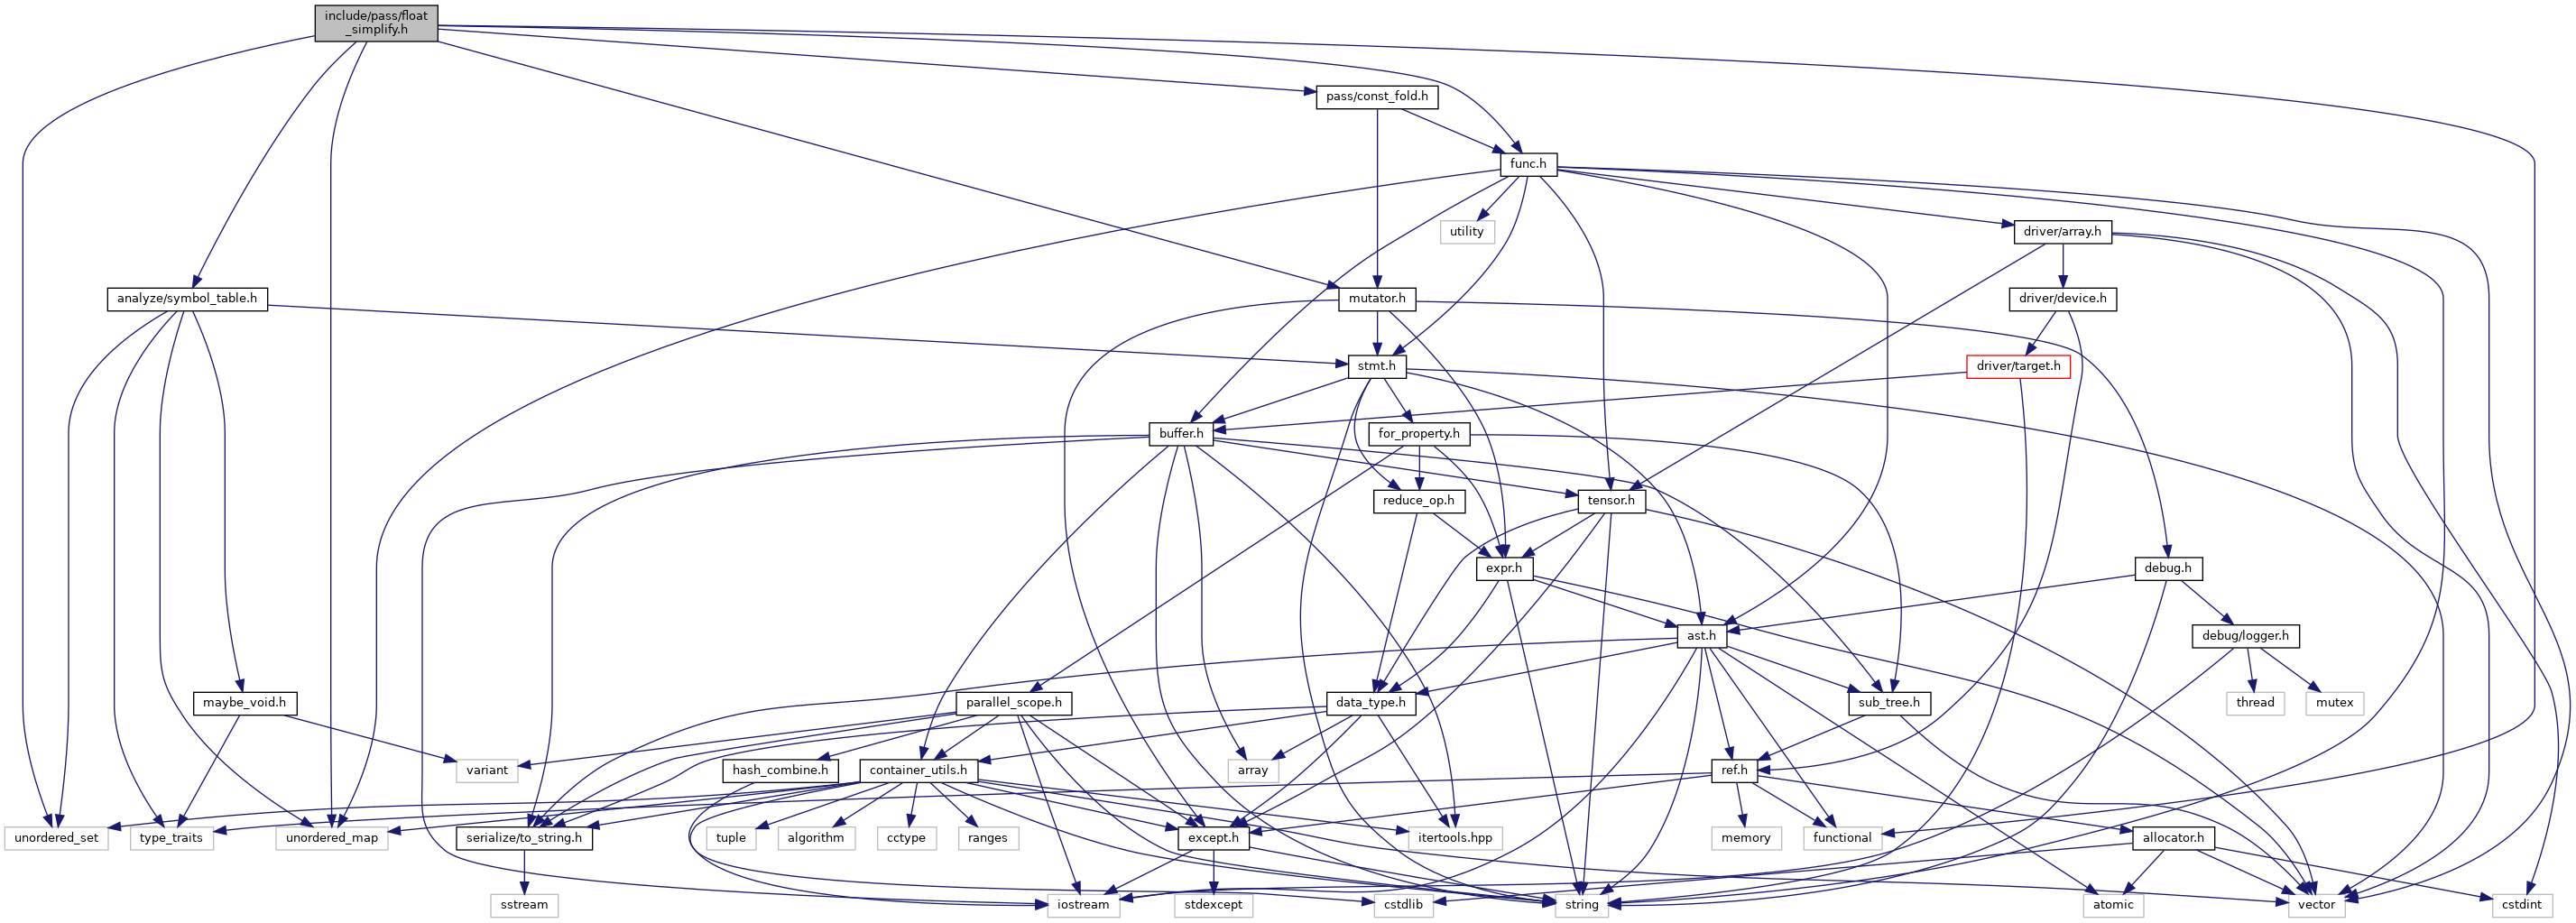 include/pass/float
_simplify.h
pass/const_fold.h
func.h
utility
driver/array.h
analyze/symbol_table.h
mutator.h
driver/device.h
stmt.h
driver/target.h
buffer.h
for_property.h
reduce_op.h
tensor.h
expr.h
debug.h
ast.h
debug/logger.h
maybe_void.h
parallel_scope.h
data_type.h
sub_tree.h
thread
mutex
variant
hash_combine.h
container_utils.h
array
ref.h
unordered_set
type_traits
unordered_map
serialize/to_string.h
tuple
algorithm
cctype
ranges
except.h
itertools.hpp
memory
functional
allocator.h
sstream
iostream
stdexcept
cstdlib
string
atomic
vector
cstdint